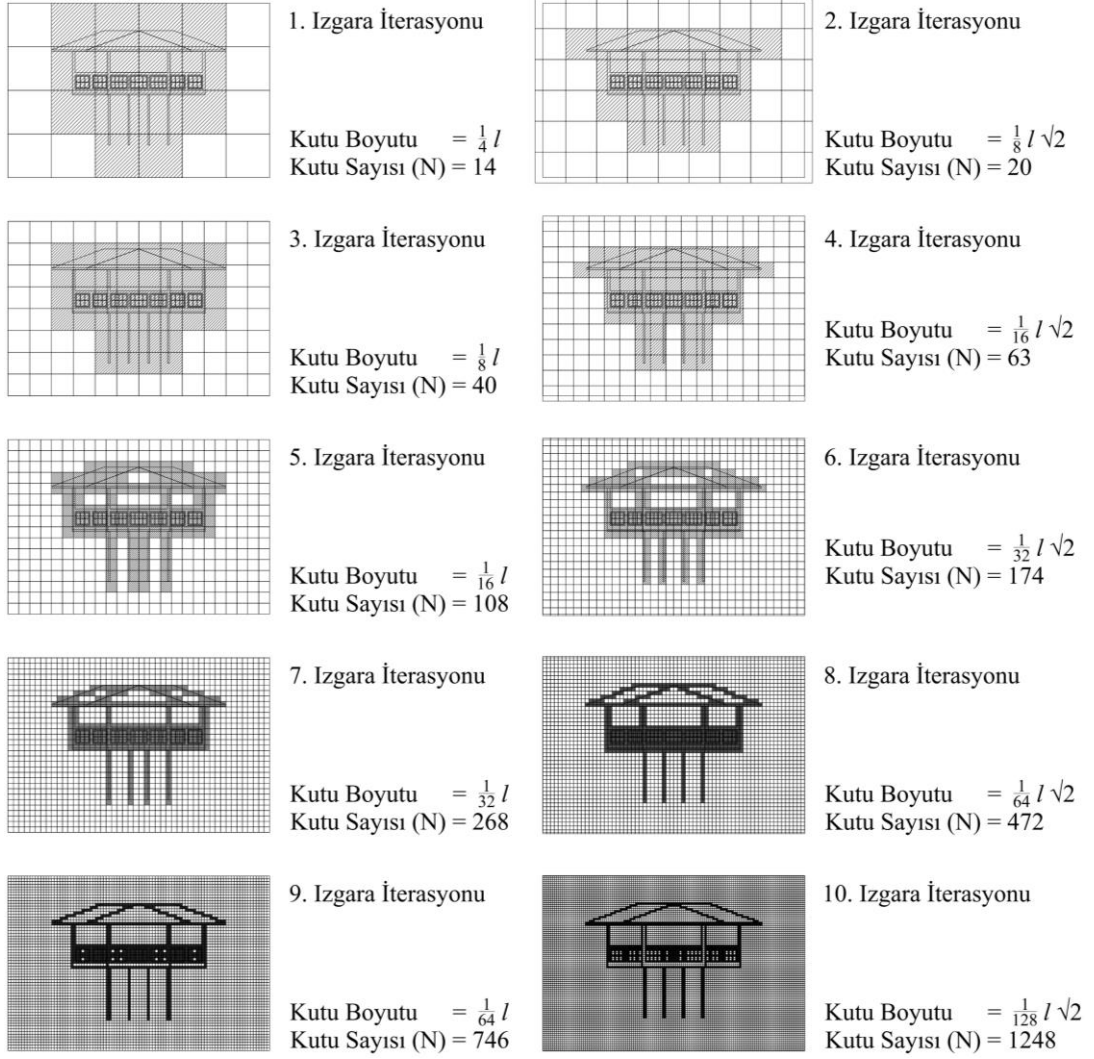 1. Izgara İterasyonu
Kutu Boyutu = 1/4 l
Kutu Sayısı (N) = 14
2. Izgara İterasyonu
Kutu Boyutu = 1/8 l √2
Kutu Sayısı (N) = 20
3. Izgara İterasyonu
Kutu Boyutu = 1/8 l
Kutu Sayısı (N) = 40
4. Izgara İterasyonu
Kutu Boyutu = 1/16 l √2
Kutu Sayısı (N) = 63
5. Izgara İterasyonu
Kutu Boyutu = 1/16 l
Kutu Sayısı (N) = 108
6. Izgara İterasyonu
Kutu Boyutu = 1/32 l √2
Kutu Sayısı (N) = 174
7. Izgara İterasyonu
Kutu Boyutu = 1/32 l
Kutu Sayısı (N) = 268
8. Izgara İterasyonu
Kutu Boyutu = 1/64 l √2
Kutu Sayısı (N) = 472
9. Izgara İterasyonu
Kutu Boyutu = 1/64 l
Kutu Sayısı (N) = 746
10. Izgara İterasyonu
Kutu Boyutu = 1/128 l √2
Kutu Sayısı (N) = 1248